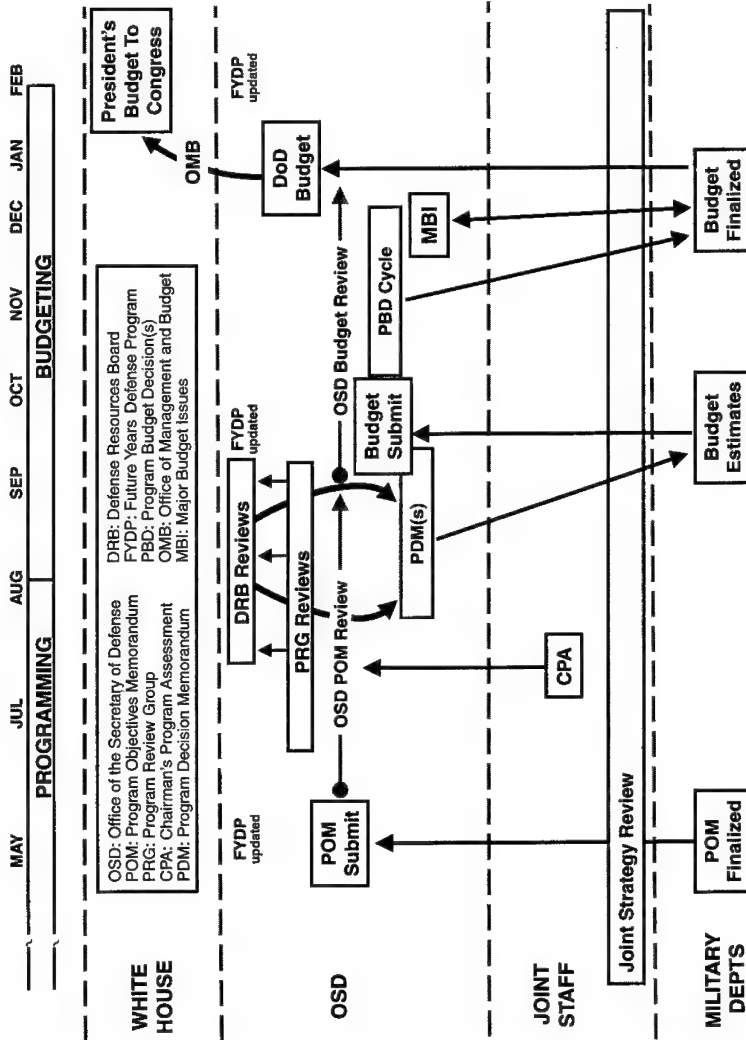 MAY
JUL
AUG
SEP
OCT
NOV
DEC
JAN
FEB
PROGRAMMING
BUDGETING
WHITE
HOUSE
OSD: Office of the Secretary of Defense
POM: Program Objectives Memorandum
PRG: Program Review Group
CPA: Chairman's Program Assessment
PDM: Program Decision Memorandum
DRB: Defense Resources Board
FYDP: Future Years Defense Program
PBD: Program Budget Decision(s)
OMB: Office of Management and Budget
MBI: Major Budget Issues
President's
Budget To
Congress
OMB
OSD
FYDP
updated
DRB Reviews
FYDP
updated
FYDP
updated
PRG Reviews
POM
Submit
OSD POM Review
OSD Budget Review
DoD
Budget
PDM(s)
Budget
Submit
PBD Cycle
MBI
JOINT
STAFF
CPA
Joint Strategy Review
MILITARY
DEPTS
POM
Finalized
Budget
Estimates
Budget
Finalized